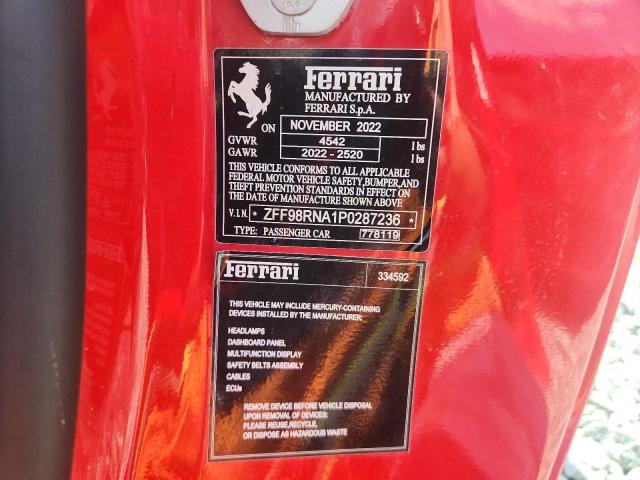 Ferrari
MANUFACTURED BY
FERRARI S.p.A.
ON NOVEMBER 2022
GVWR 4542 lbs
GAWR 2022 - 2520 lbs
THIS VEHICLE CONFORMS TO ALL APPLICABLE
FEDERAL MOTOR VEHICLE SAFETY, BUMPER, AND
THEFT PREVENTION STANDARDS IN EFFECT ON
THE DATE OF MANUFACTURE SHOWN ABOVE
V.I.N. * ZFF98RNA1P0287236 *
TYPE: PASSENGER CAR 778119
Ferrari 334592
THIS VEHICLE MAY INCLUDE MERCURY-CONTAINING
DEVICES INSTALLED BY THE MANUFACTURER:
HEADLAMPS
DASHBOARD PANEL
MULTIFUNCTION DISPLAY
SAFETY BELTS ASSEMBLY
CABLES
ECUs
REMOVE DEVICE BEFORE VEHICLE DISPOSAL
UPON REMOVAL OF DEVICES:
PLEASE REUSE,RECYCLE
OR DISPOSE AS HAZARDOUS WASTE